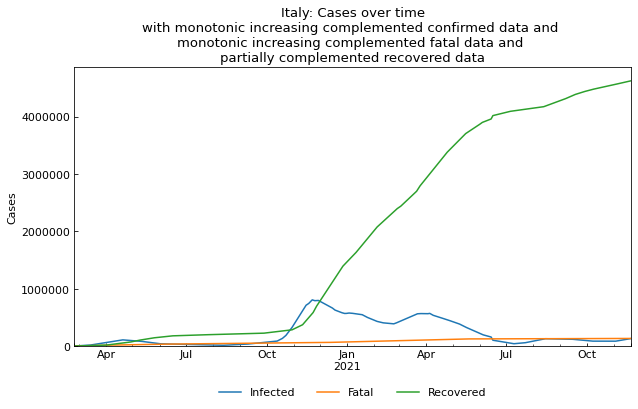 Italy: Cases over time
with monotonic increasing complemented confirmed data and
monotonic increasing complemented fatal data and
partially complemented recovered data
4000000
3000000
2000000
1000000
0
Cases
Apr Jul Oct Jan Apr Jul Oct
2021
Infected Fatal Recovered